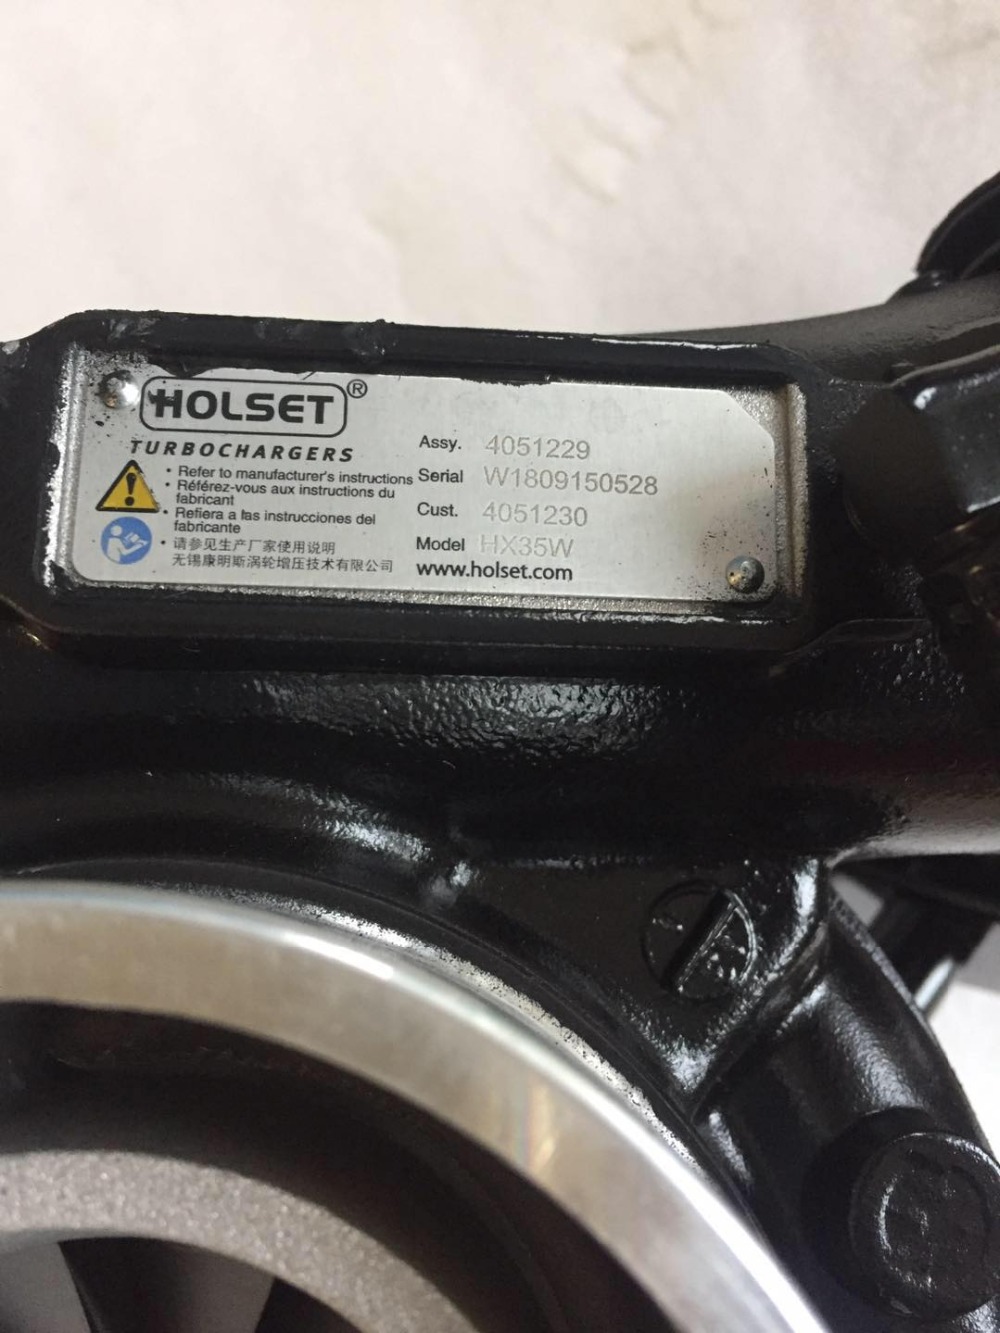 HOLSET®
TURBOCHARGERS
• Refer to manufacturer's instructions
• Référez-vous aux instructions du
fabricant
• Refiera a las instrucciones del
fabricante
• 请参见生产厂家使用说明
无锡康明斯涡轮增压技术有限公司
Assy. 4051229
Serial W1809150528
Cust. 4051230
Model HX35W
www.holset.com